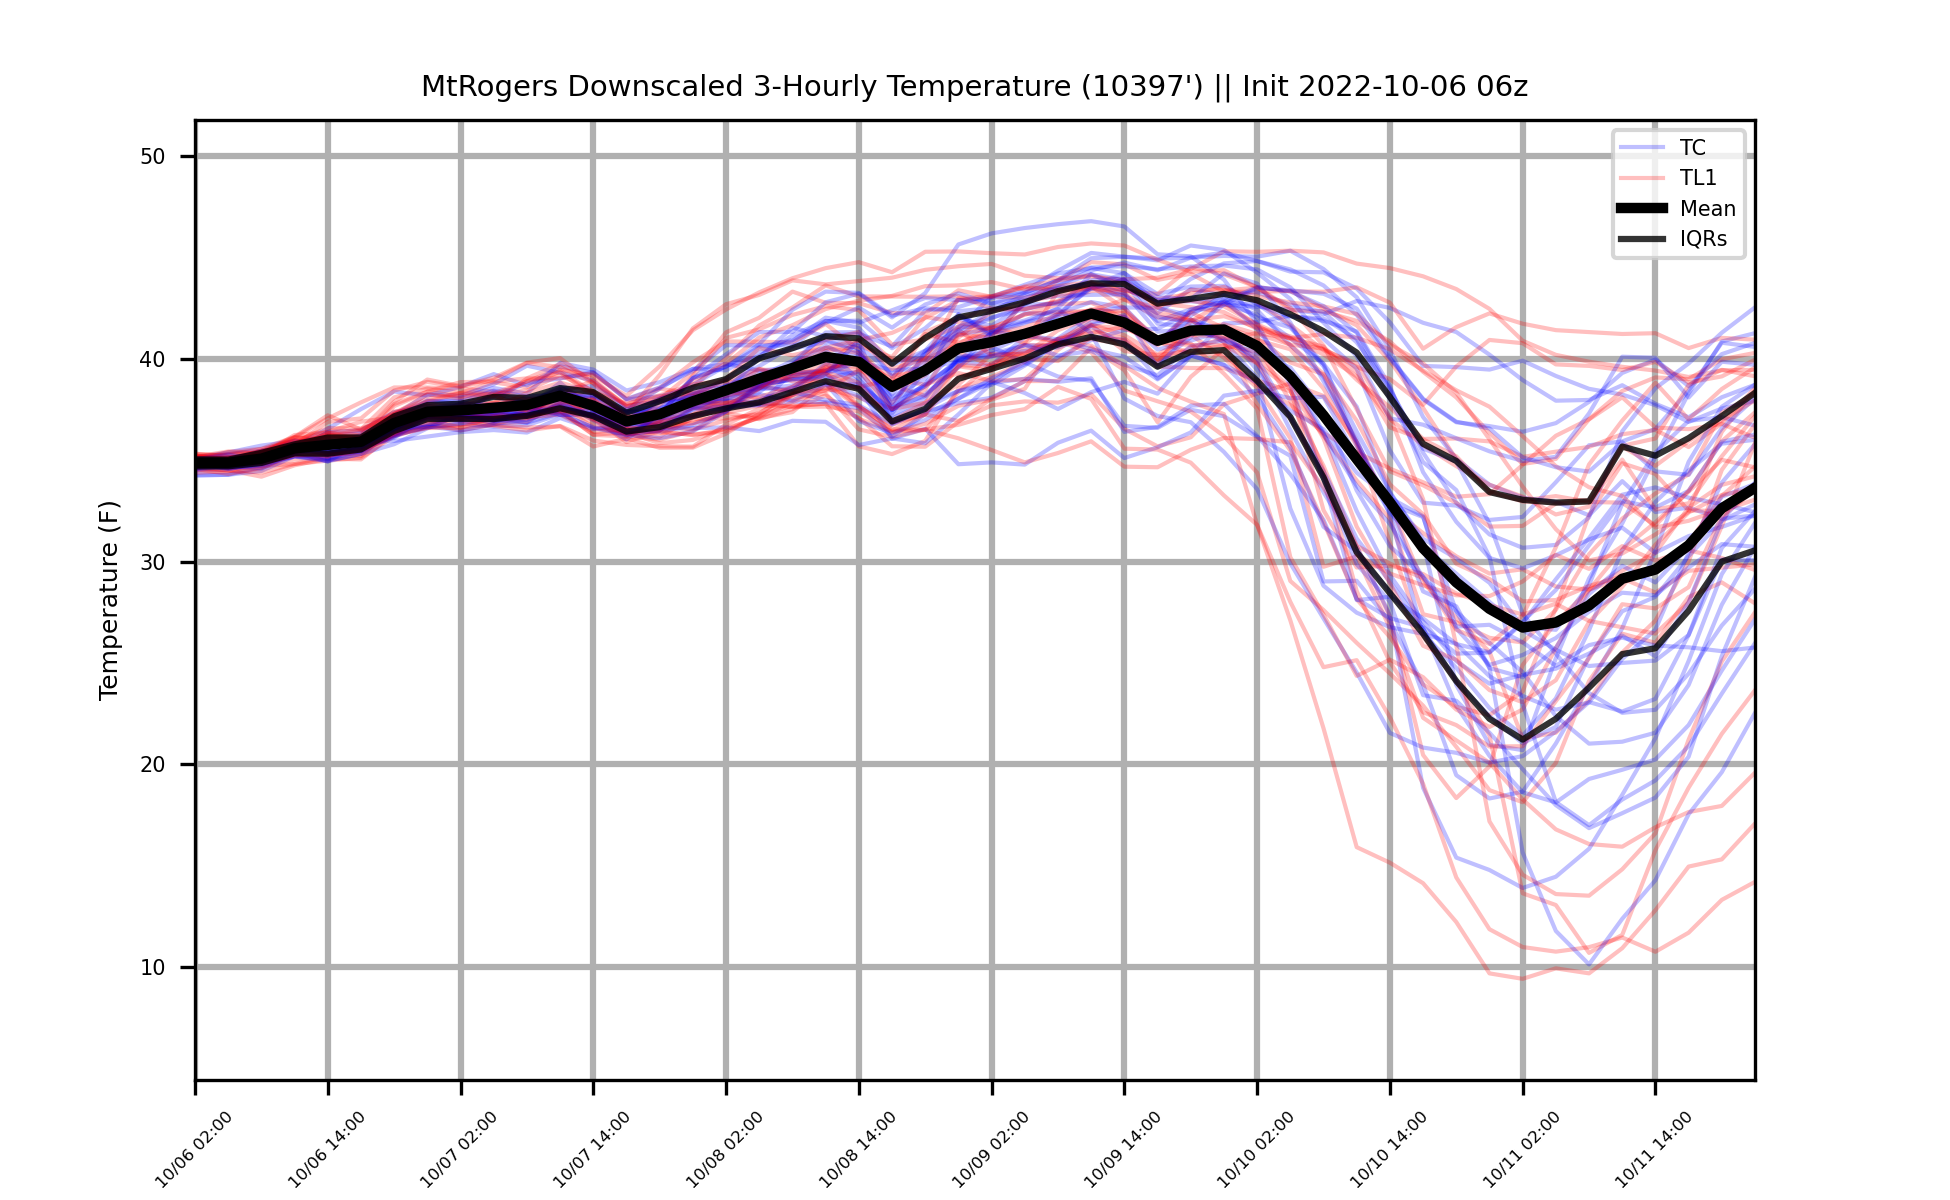 MtRogers Downscaled 3-Hourly Temperature (10397') || Init 2022-10-06 06z
TC
TL1
Mean
IQRs
Temperature (F)
50
40
30
20
10
10/06 02:00
10/06 14:00
10/07 02:00
10/07 14:00
10/08 02:00
10/08 14:00
10/09 02:00
10/09 14:00
10/10 02:00
10/10 14:00
10/11 02:00
10/11 14:00